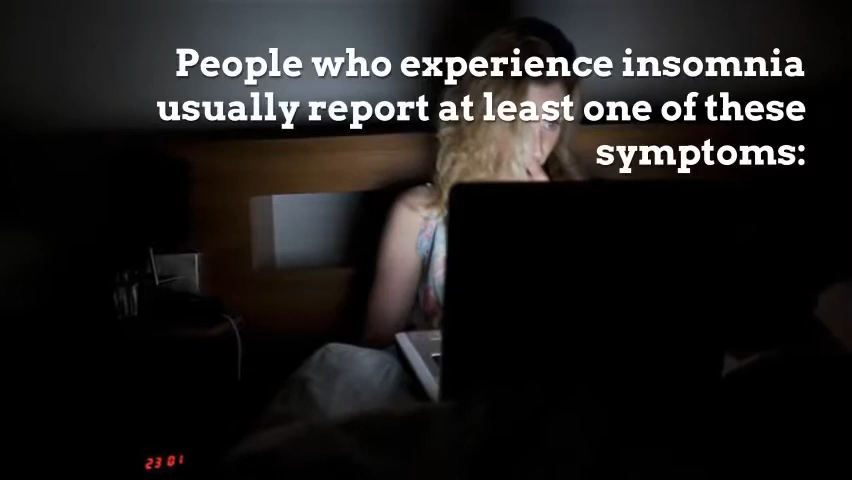 People who experience insomnia
usually report at least one of these
symptoms:
23 01